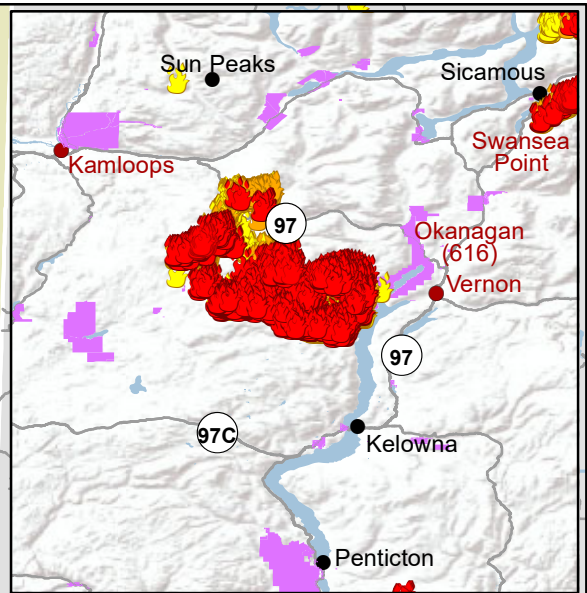 Sun Peaks
Sicamous
Swansea
Point
Kamloops
97
Okanagan
(616)
Vernon
97
97C
Kelowna
Penticton